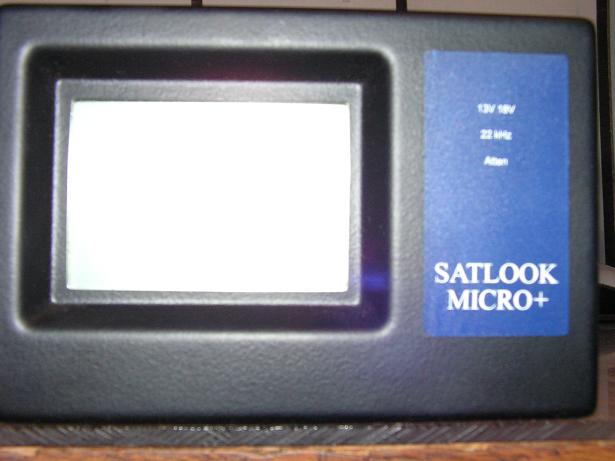 13V 18V
22 kHz
Atten
SATLOOK
MICRO+